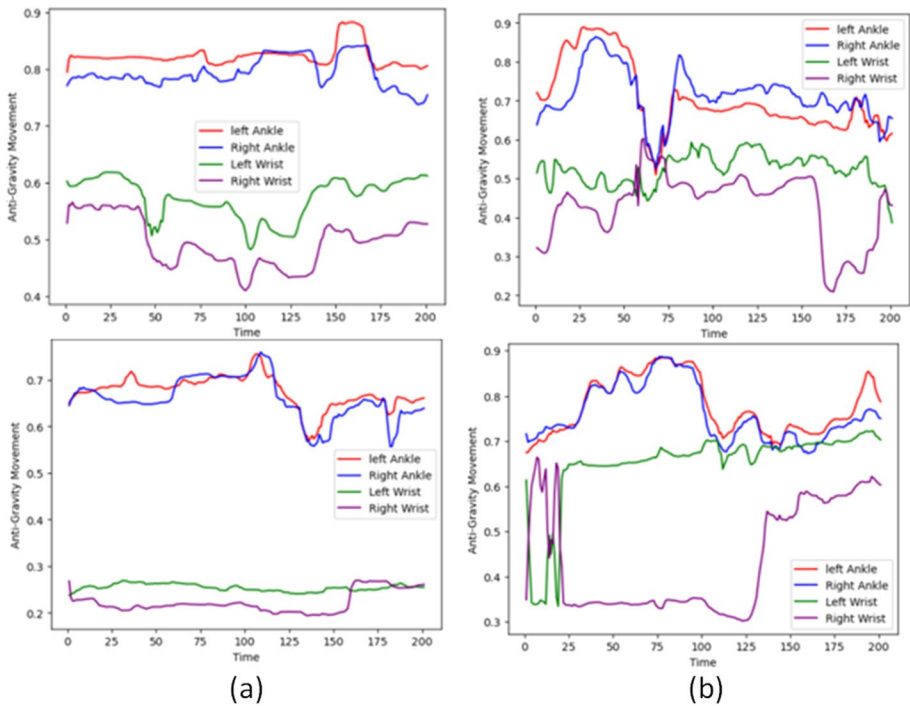 0.9
0.8
0.7
0.6
0.5
0.4
Anti-Gravity Movement
left Ankle
Right Ankle
Left Wrist
Right Wrist
0 25 50 75 100 125 150 175 200
Time
0.9
0.8
0.7
0.6
0.5
0.4
0.3
0.2
Anti-Gravity Movement
left Ankle
Right Ankle
Left Wrist
Right Wrist
0 25 50 75 100 125 150 175 200
Time
0.7
0.6
0.5
0.4
0.3
0.2
Anti-Gravity Movement
left Ankle
Right Ankle
Left Wrist
Right Wrist
0 25 50 75 100 125 150 175 200
Time
0.9
0.8
0.7
0.6
0.5
0.4
0.3
Anti-Gravity Movement
left Ankle
Right Ankle
Left Wrist
Right Wrist
0 25 50 75 100 125 150 175 200
Time
(a)
(b)